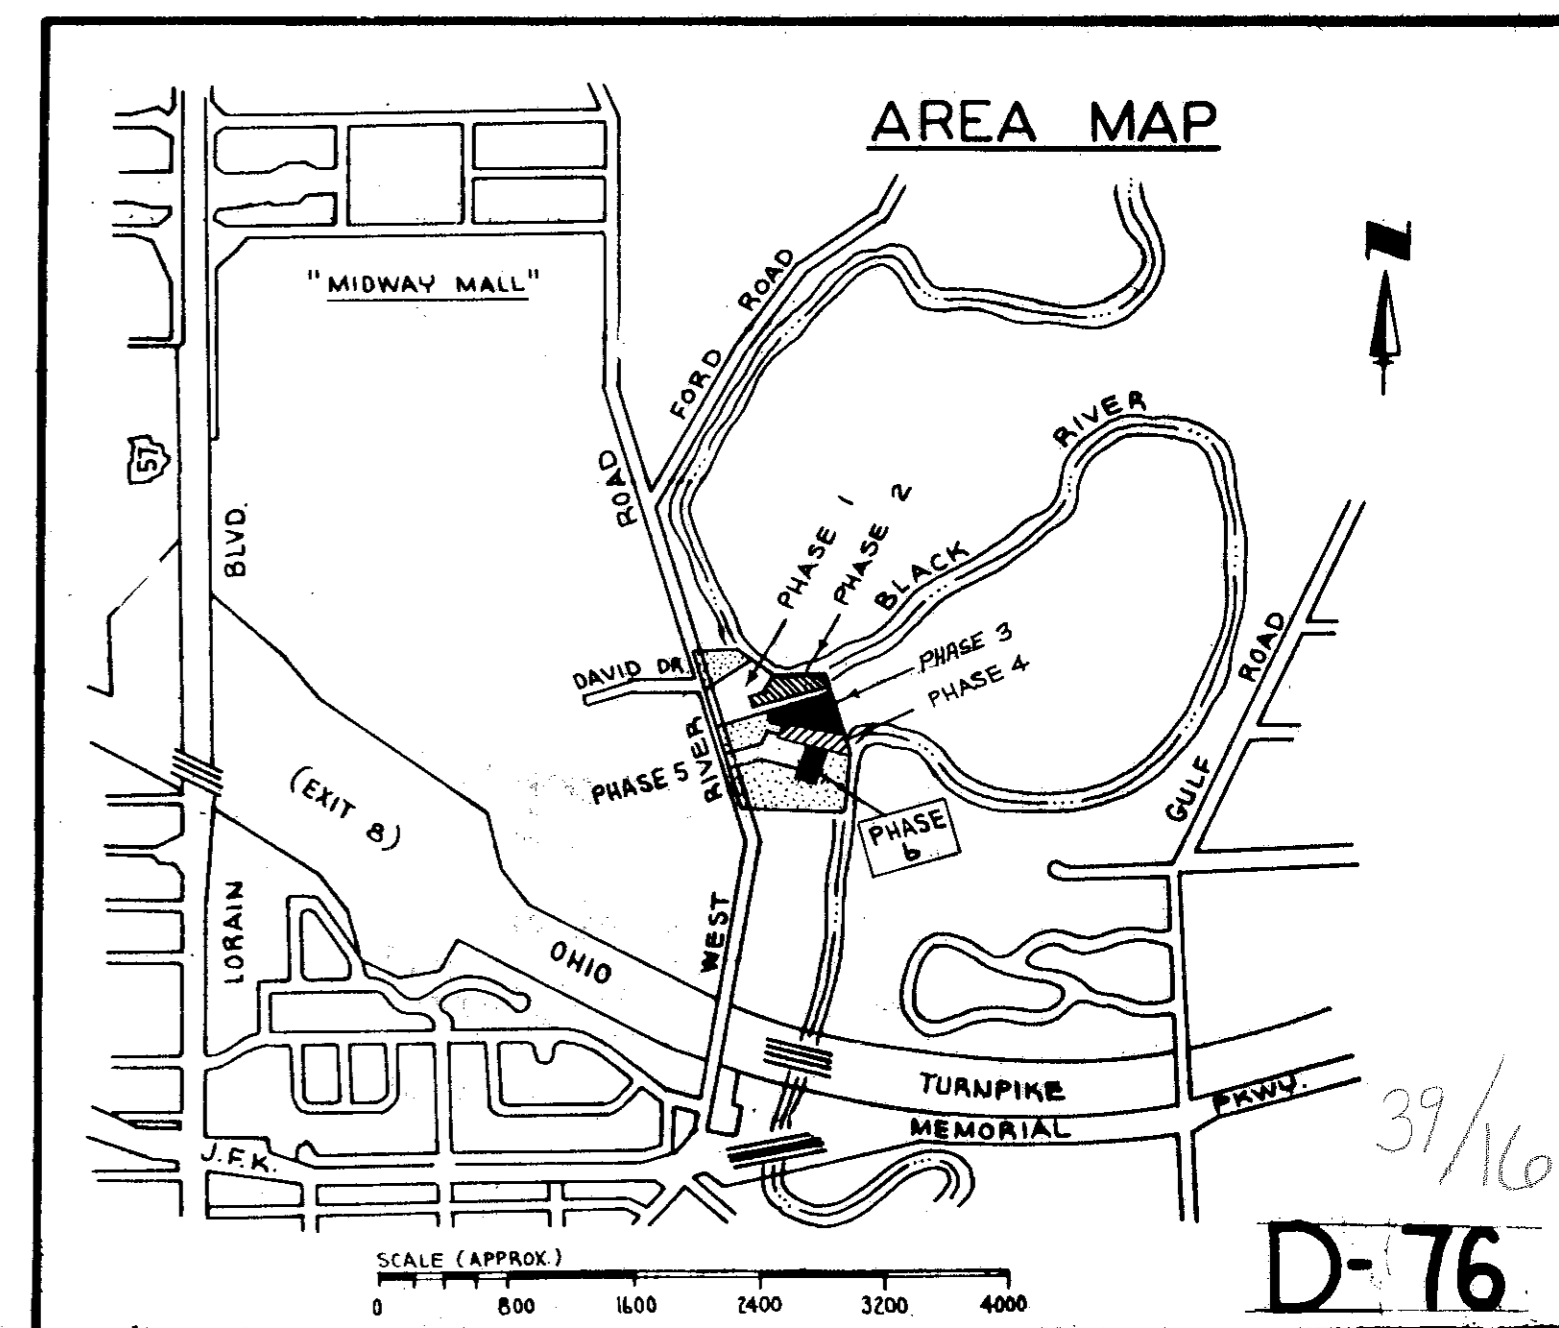 AREA MAP
N
"MIDWAY MALL"
FORD ROAD
57
LORAIN BLVD.
WEST RIVER ROAD
BLACK RIVER
PHASE 1
PHASE 2
PHASE 3
PHASE 4
DAVID DR.
PHASE 5
PHASE
6
GULF ROAD
(EXIT 8)
OHIO TURNPIKE
J.F.K. MEMORIAL PKWY.
39/16
D-76
SCALE (APPROX.)
0 800 1600 2400 3200 4000